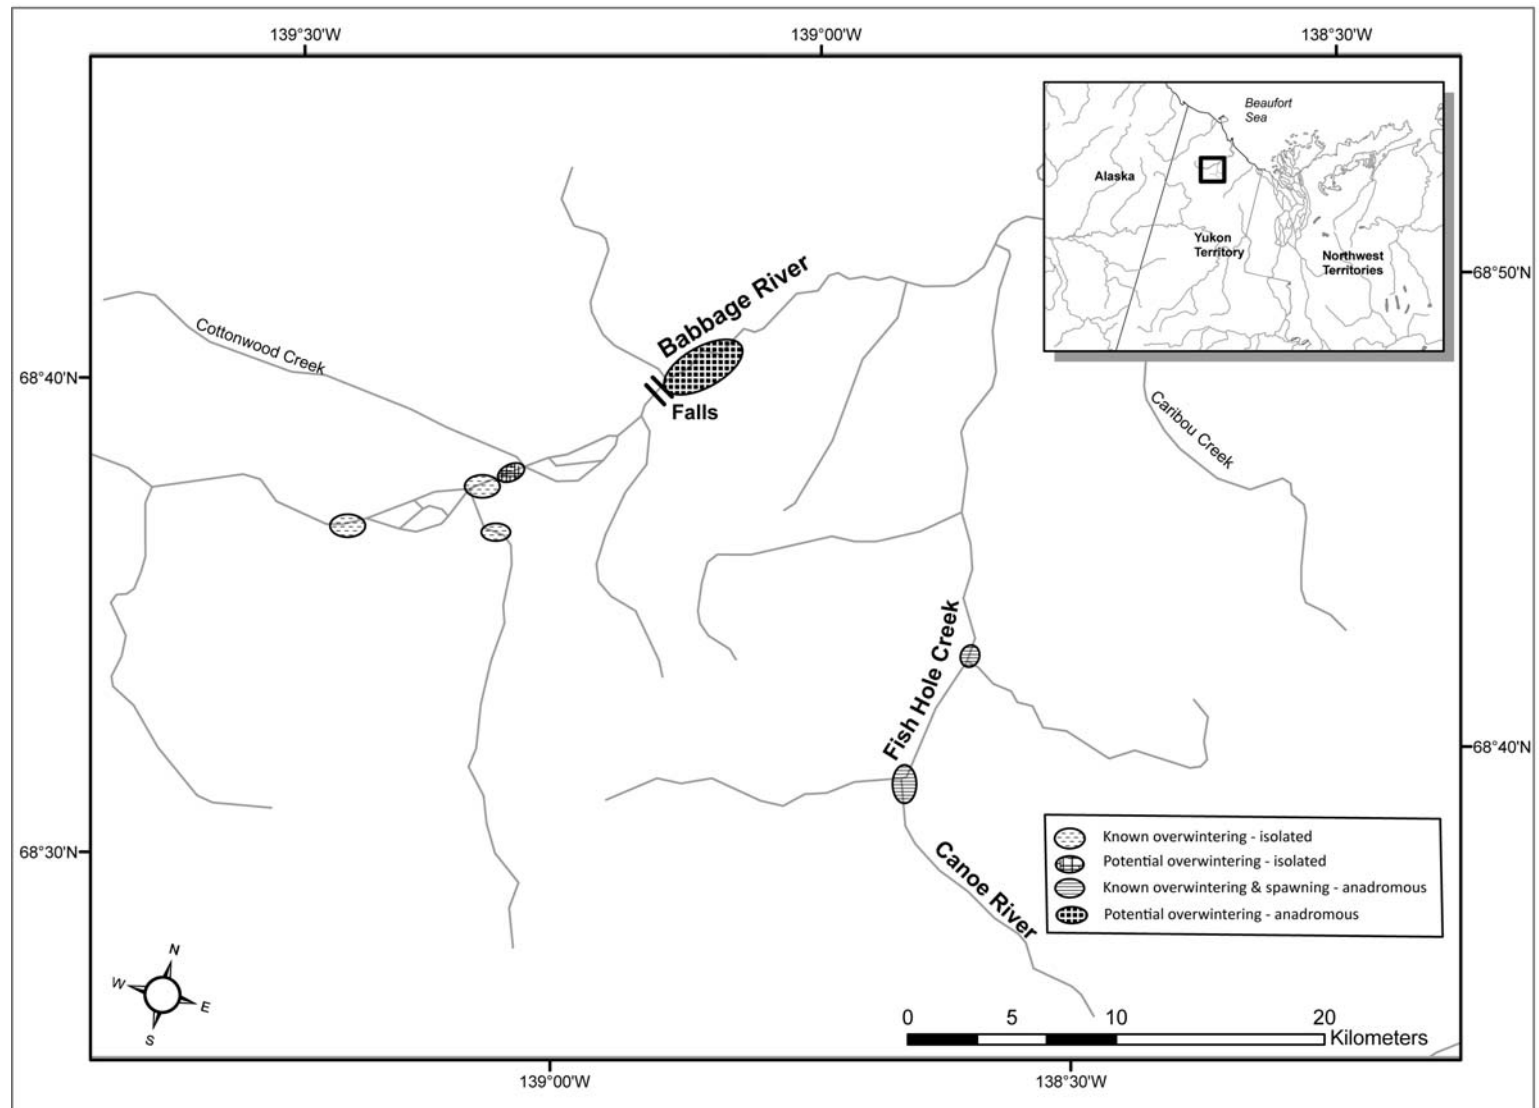 139°30'W
139°00'W
138°30'W
Beaufort
Sea
Alaska
Yukon
Territory
Northwest
Territories
68°50'N
Babbage River
Cottonwood Creek
68°40'N
Falls
Caribou Creek
Fish Hole Creek
68°40'N
Canoe River
Known overwintering - isolated
Potential overwintering - isolated
Known overwintering & spawning - anadromous
Potential overwintering - anadromous
68°30'N
N
W
E
S
0 5 10 20
Kilometers
139°00'W
138°30'W